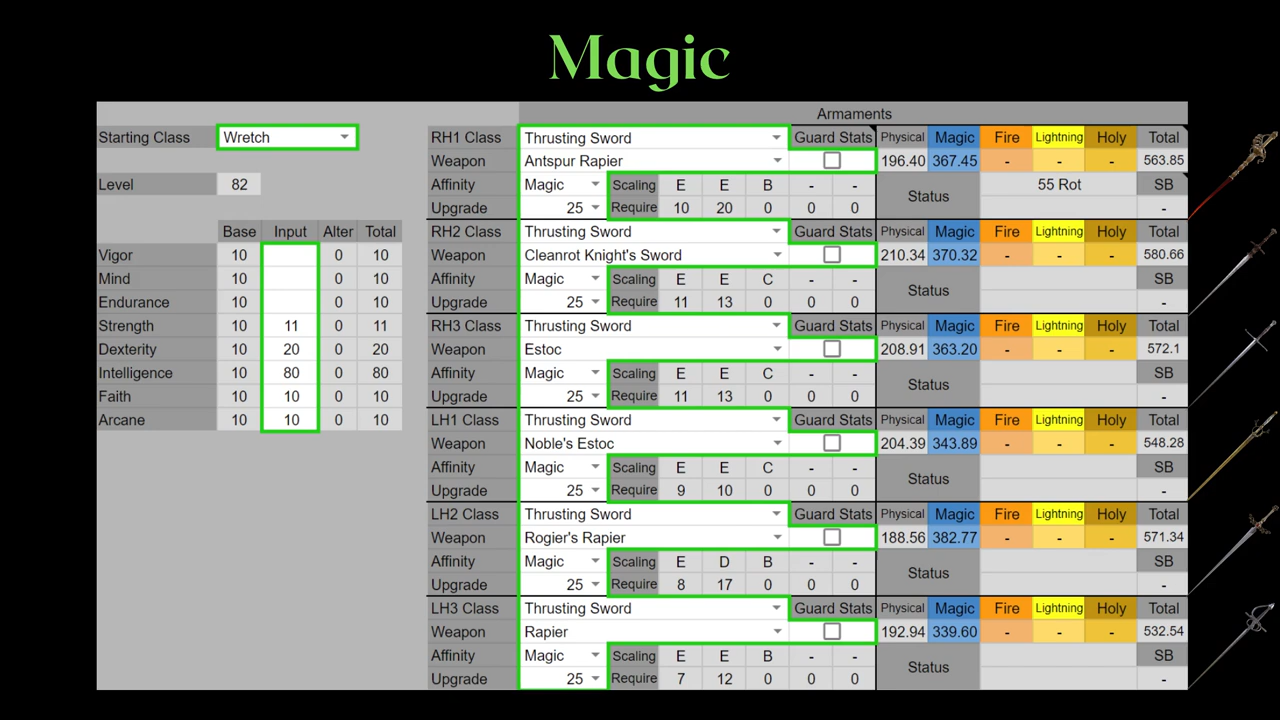 Magic
Armaments
Starting Class Wretch RH1 Class Thrusting Sword Guard Stats Physical Magic Fire Lightning Holy Total
Weapon Antspur Rapier 196.40 367.45 - - - 563.85
Level 82 Affinity Magic Scaling E E B - - Status 55 Rot SB
Upgrade 25 Require 10 20 0 0 0 -
Base Input Alter Total RH2 Class Thrusting Sword Guard Stats Physical Magic Fire Lightning Holy Total
Vigor 10 0 10 Weapon Cleanrot Knight's Sword 210.34 370.32 - - - 580.66
Mind 10 0 10 Affinity Magic Scaling E E C - - Status SB
Endurance 10 0 10 Upgrade 25 Require 11 13 0 0 0 -
Strength 10 11 0 11 RH3 Class Thrusting Sword Guard Stats Physical Magic Fire Lightning Holy Total
Dexterity 10 20 0 20 Weapon Estoc 208.91 363.20 - - - 572.1
Intelligence 10 80 0 80 Affinity Magic Scaling E E C - - Status SB
Faith 10 10 0 10 Upgrade 25 Require 11 13 0 0 0 -
Arcane 10 10 0 10 LH1 Class Thrusting Sword Guard Stats Physical Magic Fire Lightning Holy Total
Weapon Noble's Estoc 204.39 343.89 - - - 548.28
Affinity Magic Scaling E E C - - Status SB
Upgrade 25 Require 9 10 0 0 0 -
LH2 Class Thrusting Sword Guard Stats Physical Magic Fire Lightning Holy Total
Weapon Rogier's Rapier 188.56 382.77 - - - 571.34
Affinity Magic Scaling E D B - - Status SB
Upgrade 25 Require 8 17 0 0 0 -
LH3 Class Thrusting Sword Guard Stats Physical Magic Fire Lightning Holy Total
Weapon Rapier 192.94 339.60 - - - 532.54
Affinity Magic Scaling E E B - - Status SB
Upgrade 25 Require 7 12 0 0 0 -